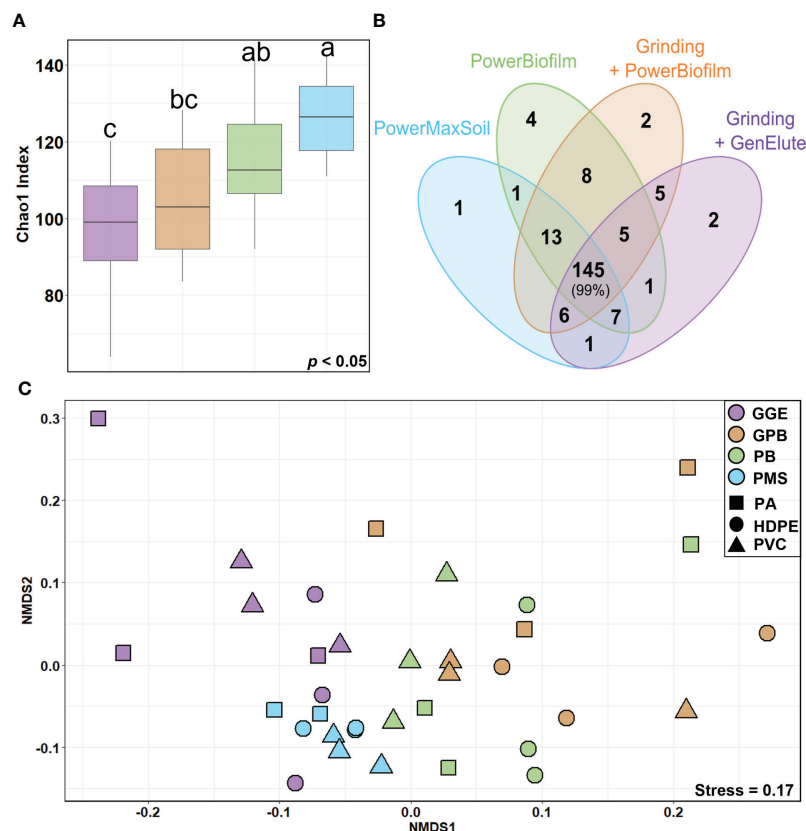 A
140
120
100
80
Chao1 Index
c
bc
ab
a
p < 0.05
B
PowerBiofilm
Grinding
+ PowerBiofilm
PowerMaxSoil
Grinding
+ GenElute
4
2
8
1
1
5
2
13
5
145
(99%)
1
6
7
1
C
0.3
0.2
0.1
0.0
-0.1
NMDS2
GGE
GPB
PB
PMS
PA
HDPE
PVC
Stress = 0.17
-0.2
-0.1
0.0
0.1
0.2
NMDS1